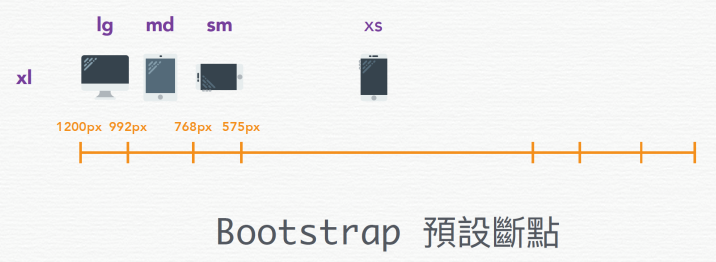 lg md sm xs
xl
1200px 992px 768px 575px
Bootstrap 預設斷點